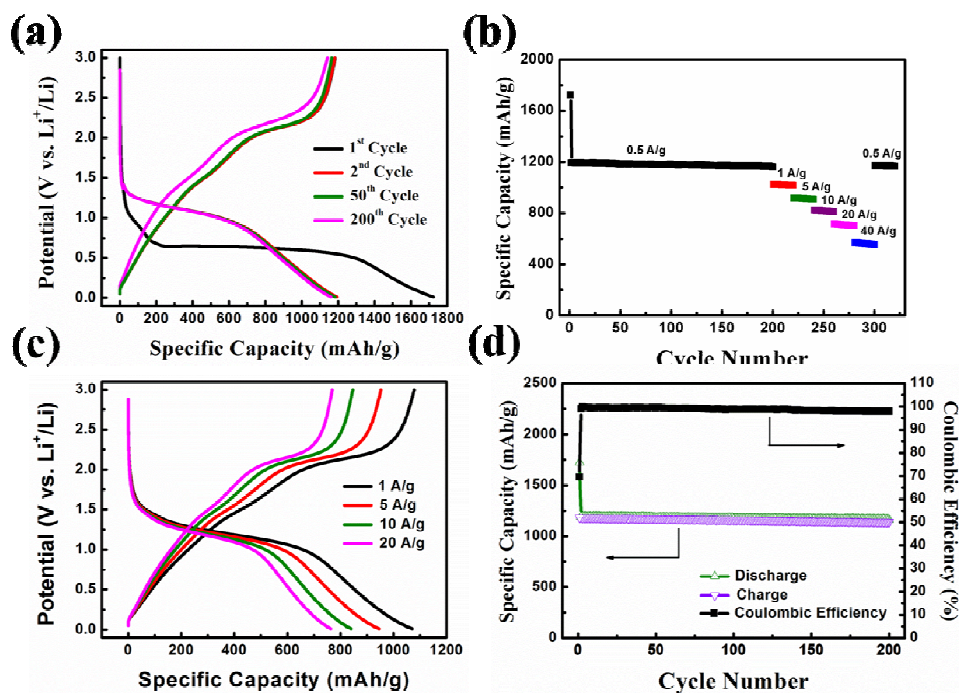 (a)
3.0
2.5
2.0
1.5
1.0
0.5
0.0
Potential (V vs. Li⁺/Li)
1ˢᵗ Cycle
2ⁿᵈ Cycle
50ᵗʰ Cycle
200ᵗʰ Cycle
0 200 400 600 800 1000 1200 1400 1600 1800
Specific Capacity (mAh/g)
(b)
2000
1600
1200
800
400
0
Specific Capacity (mAh/g)
0.5 A/g
1 A/g
5 A/g
10 A/g
20 A/g
40 A/g
0.5 A/g
0 50 100 150 200 250 300
Cycle Number
(c)
3.0
2.5
2.0
1.5
1.0
0.5
0.0
Potential (V vs. Li⁺/Li)
1 A/g
5 A/g
10 A/g
20 A/g
0 200 400 600 800 1000 1200
Specific Capacity (mAh/g)
(d)
2500
2250
2000
1750
1500
1250
1000
750
500
250
0
Specific Capacity (mAh/g)
110
100
90
80
70
60
50
40
30
20
10
0
Coulombic Efficiency (%)
Discharge
Charge
Coulombic Efficiency
0 50 100 150 200
Cycle Number